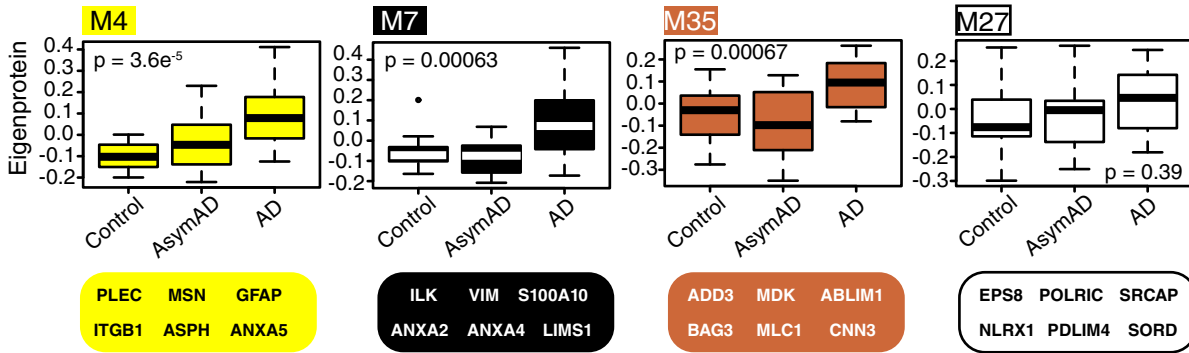 M4 M7 M35 M27
Eigenprotein
0.4 0.3 0.2 0.1 0.0 -0.1 -0.2
p = 3.6e-5
Control AsymAD AD
0.4 0.3 0.2 0.1 0.0 -0.1 -0.2
p = 0.00063
Control AsymAD AD
0.2 0.1 0.0 -0.1 -0.2 -0.3
p = 0.00067
Control AsymAD AD
0.2 0.1 0.0 -0.1 -0.2 -0.3
p = 0.39
Control AsymAD AD
PLEC MSN GFAP
ITGB1 ASPH ANXA5
ILK VIM S100A10
ANXA2 ANXA4 LIMS1
ADD3 MDK ABLIM1
BAG3 MLC1 CNN3
EPS8 POLRIC SRCAP
NLRX1 PDLIM4 SORD